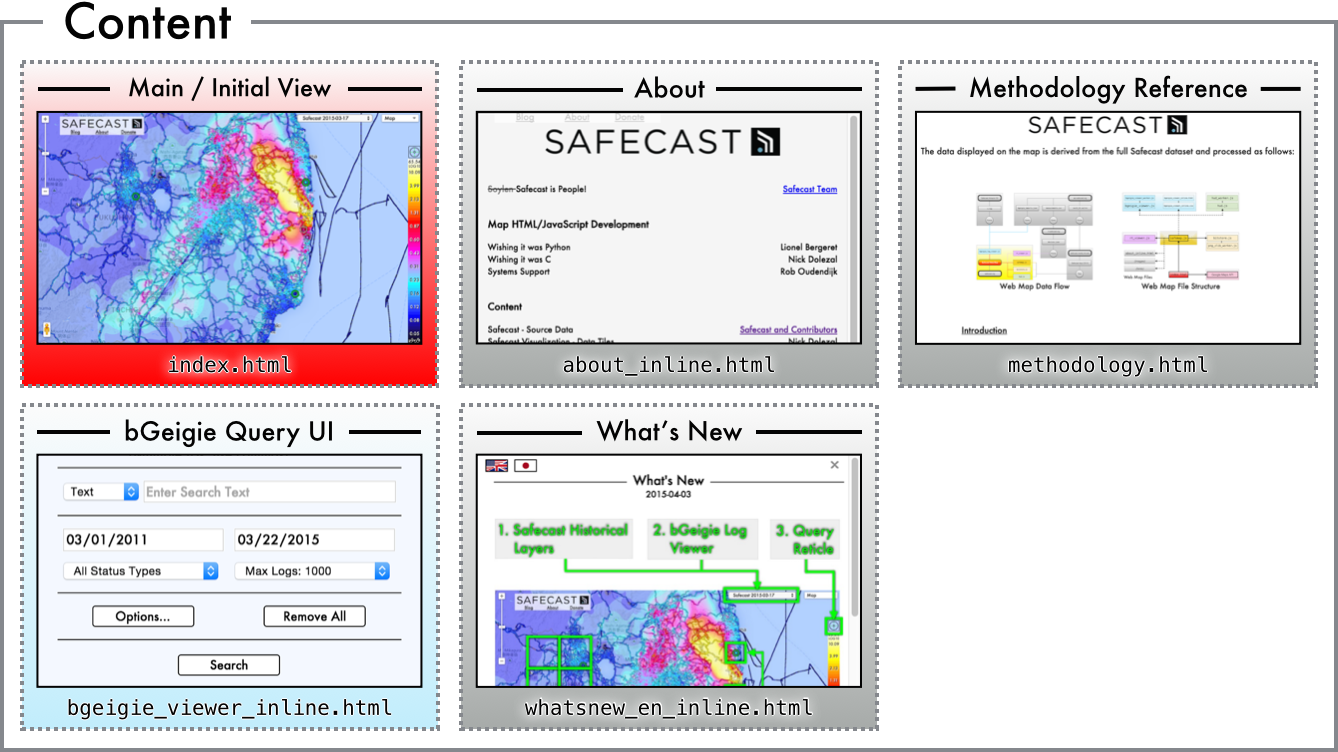 Content
Main / Initial View
SAFECAST
Blog About Donate
Safecast 2015-03-17
Map
index.html
About
Blog About Donate
SAFECAST
Soylen Safecast is People!
Safecast Team
Map HTML/JavaScript Development
Wishing it was Python Lionel Bergeret
Wishing it was C Nick Dolezal
Systems Support Rob Oudendijk
Content
Safecast - Source Data Safecast and Contributors
Safecast Visualization - Data Tiles Nick Dolezal
about_inline.html
Methodology Reference
SAFECAST
The data displayed on the map is derived from the full Safecast dataset and processed as follows:
Web Map Data Flow
Web Map File Structure
Introduction
methodology.html
bGeigie Query UI
Text Enter Search Text
03/01/2011 03/22/2015
All Status Types Max Logs: 1000
Options... Remove All
Search
bgeigie_viewer_inline.html
What's New
×
What's New
2015-04-03
1. Safecast Historical
Layers
2. bGeigie Log
Viewer
3. Query
Reticle
SAFECAST
Blog About Donate
Safecast 2015-03-17
Map
whatsnew_en_inline.html